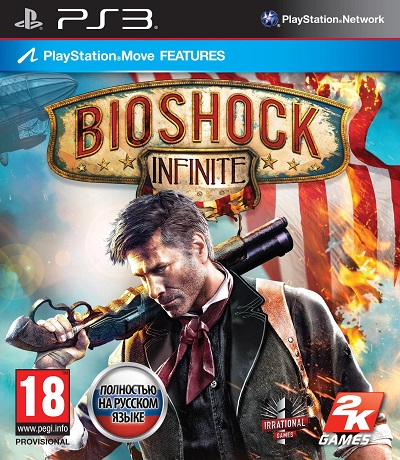 PS3
PlayStation®Network
PlayStation®Move FEATURES
BIOSHOCK
INFINITE
18
www.pegi.info
PROVISIONAL
ПОЛНОСТЬЮ
НА РУССКОМ
ЯЗЫКЕ
IRRATIONAL
GAMES
2K
GAMES